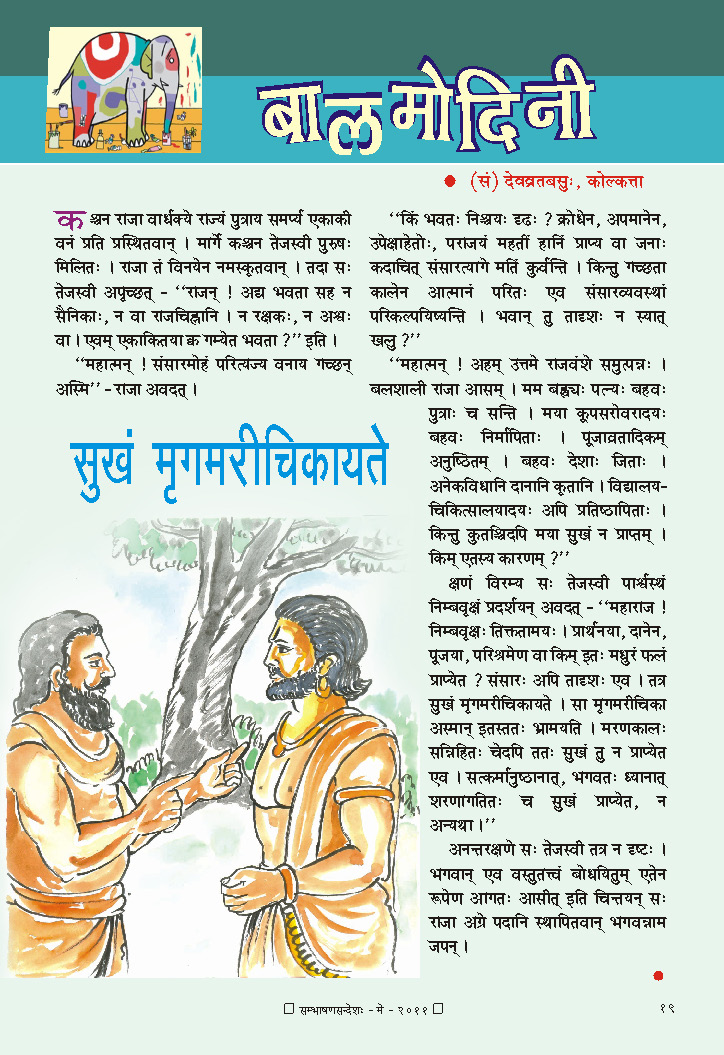 बालमोदिनी
(सं) देवव्रतबसुः, कोल्कत्ता
कश्चन राजा वार्धक्ये राज्यं पुत्राय समर्प्य एकाकी
वनं प्रति प्रस्थितवान् । मार्गे कश्चन तेजस्वी पुरुषः
मिलितः । राजा तं विनयेन नमस्कृतवान् । तदा सः
तेजस्वी अपृच्छत् - ‘‘राजन् ! अद्य भवता सह न
सैनिकाः, न वा राजचिह्नानि । न रक्षकः, न अश्वः
वा । एवम् एकाकितया क्व गम्येत भवता ?’’ इति ।
‘‘महात्मन् ! संसारमोहं परित्यज्य वनाय गच्छन्
अस्मि’’ - राजा अवदत् ।
सुखं मृगमरीचिकायते
‘‘किं भवतः निश्चयः दृढः ? क्रोधेन, अपमानेन,
उपेक्षाहेतोः, पराजयं महतीं हानिं प्राप्य वा जनाः
कदाचित् संसारत्यागे मतिं कुर्वन्ति । किन्तु गच्छता
कालेन आत्मानं परितः एव संसारव्यवस्थां
परिकल्पयिष्यन्ति । भवान् तु तादृशः न स्यात्
खलु ?’’
‘‘महात्मन् ! अहम् उत्तमे राजवंशे समुत्पन्नः ।
बलशाली राजा आसम् । मम बह्व्यः पत्न्यः बहवः
पुत्राः च सन्ति । मया कूपसरोवरादयः
बहवः निर्मापिताः । पूजाव्रतादिकम्
अनुष्ठितम् । बहवः देशाः जिताः ।
अनेकविधानि दानानि कृतानि । विद्यालय-
चिकित्सालयादयः अपि प्रतिष्ठापिताः ।
किन्तु कुतश्चिदपि मया सुखं न प्राप्तम् ।
किम् एतस्य कारणम् ?’’
क्षणं विरम्य सः तेजस्वी पार्श्वस्थं
निम्बवृक्षं प्रदर्शयन् अवदत् - ‘‘महाराज !
निम्बवृक्षः तिक्ततामयः । प्रार्थनया, दानेन,
पूजया, परिश्रमेण वा किम् इतः मधुरं फलं
प्राप्येत ? संसारः अपि तादृशः एव । तत्र
सुखं मृगमरीचिकायते । सा मृगमरीचिका
अस्मान् इतस्ततः भ्रामयति । मरणकालः
सन्निहितः चेदपि ततः सुखं तु न प्राप्येत
एव । सत्कर्मानुष्ठानात्, भगवतः ध्यानात्
शरणागतितः च सुखं प्राप्येत, न
अन्यथा ।’’
अनन्तरक्षणे सः तेजस्वी तत्र न दृष्टः ।
भगवान् एव वस्तुतत्त्वं बोधयितुम् एतेन
रूपेण आगतः आसीत् इति चिन्तयन् सः
राजा अग्रे पदानि स्थापितवान् भगवन्नाम
जपन् ।
सम्भाषणसन्देशः - मे - २०११
१९